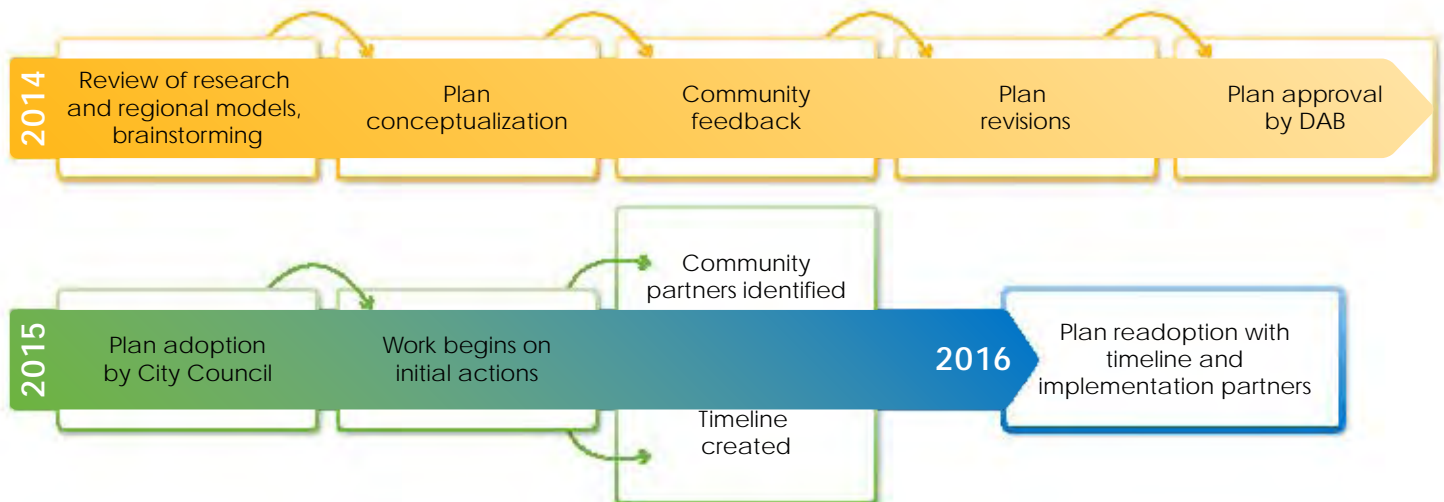 2014
Review of research
and regional models,
brainstorming
Plan
conceptualization
Community
feedback
Plan
revisions
Plan approval
by DAB
2015
Plan adoption
by City Council
Work begins on
initial actions
Community
partners identified
Timeline
created
2016
Plan readoption with
timeline and
implementation partners